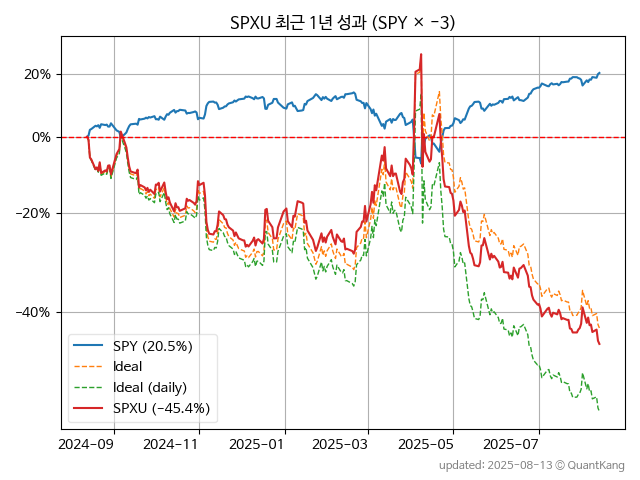 SPXU 최근 1년 성과 (SPY × −3)
20%
0%
−20%
−40%
SPY (20.5%)
Ideal
Ideal (daily)
SPXU (−45.4%)
2024-09 2024-11 2025-01 2025-03 2025-05 2025-07
updated: 2025-08-13 ⓒ QuantKang